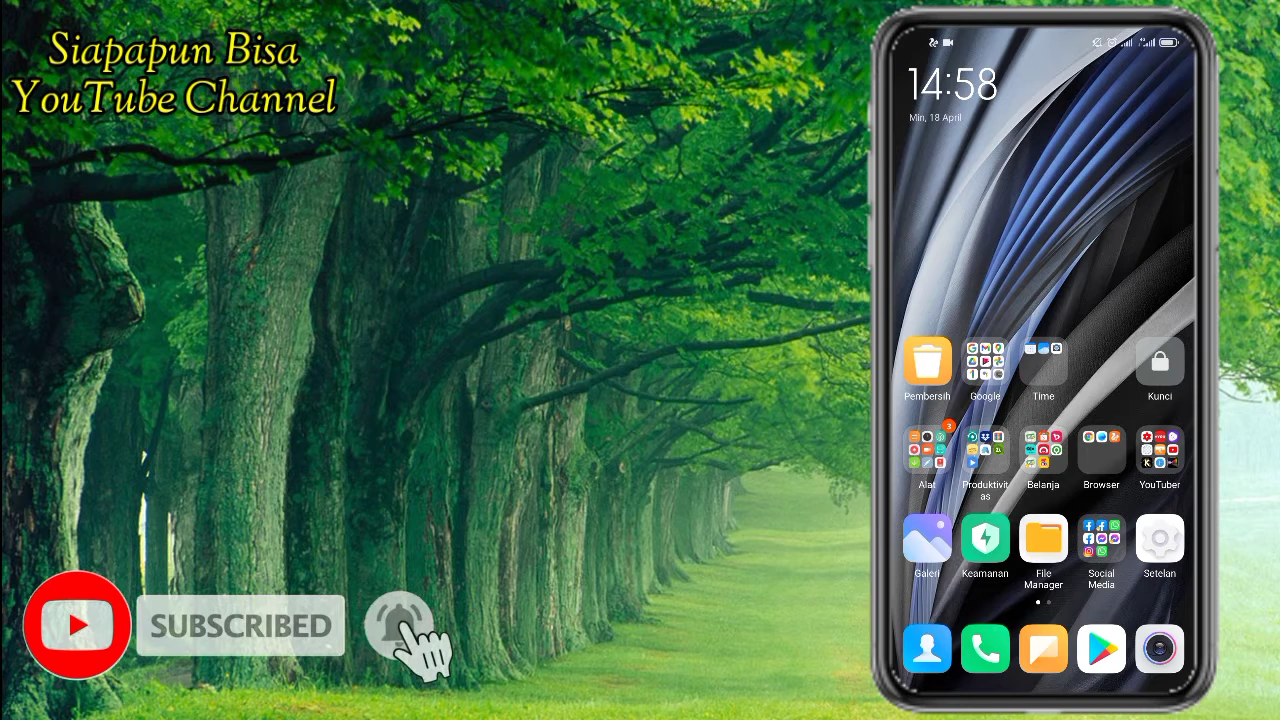 Siapapun Bisa
YouTube Channel
14:58
Min, 18 April
Pembersih
Google
Time
Kunci
3
Alat
Produktivit
as
Belanja
Browser
YouTuber
Galeri
Keamanan
File
Manager
Social
Media
Setelan
SUBSCRIBED